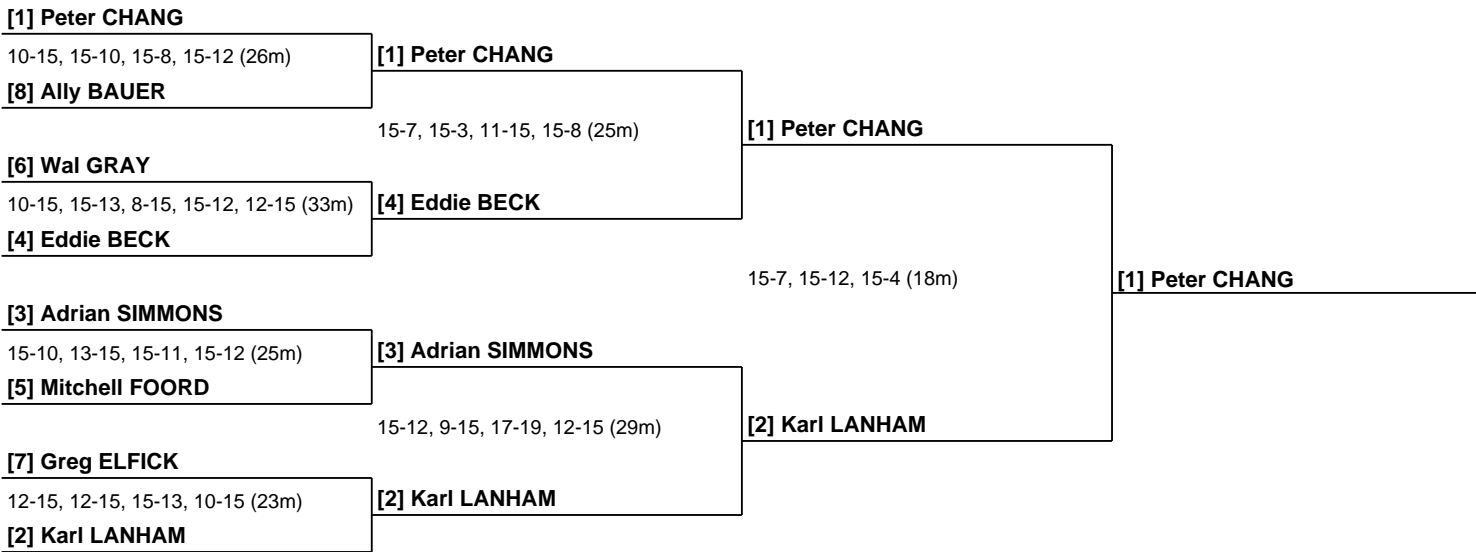 [1] Peter CHANG
10-15, 15-10, 15-8, 15-12 (26m)
[1] Peter CHANG
[8] Ally BAUER
15-7, 15-3, 11-15, 15-8 (25m)
[1] Peter CHANG
[6] Wal GRAY
10-15, 15-13, 8-15, 15-12, 12-15 (33m)
[4] Eddie BECK
[4] Eddie BECK
15-7, 15-12, 15-4 (18m)
[1] Peter CHANG
[3] Adrian SIMMONS
15-10, 13-15, 15-11, 15-12 (25m)
[3] Adrian SIMMONS
[5] Mitchell FOORD
15-12, 9-15, 17-19, 12-15 (29m)
[2] Karl LANHAM
[7] Greg ELFICK
12-15, 12-15, 15-13, 10-15 (23m)
[2] Karl LANHAM
[2] Karl LANHAM